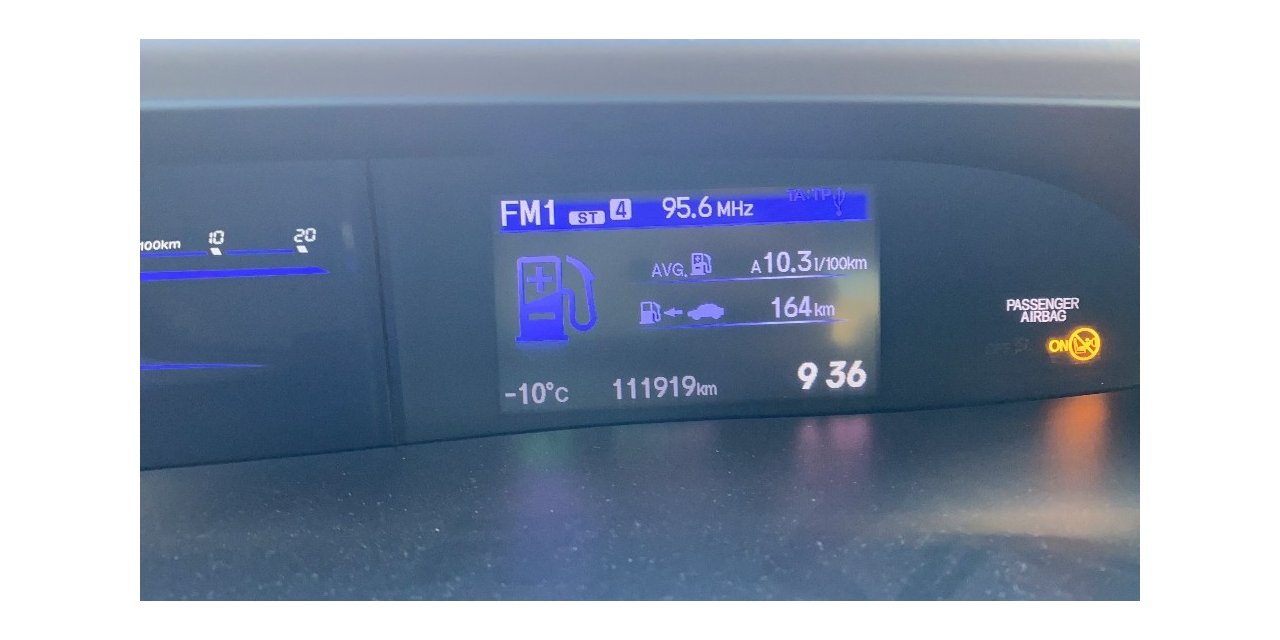 FM1 ST 4 95.6 MHz TA TP
100km 10 20
AVG. A 10.3 l/100km
164 km
PASSENGER
AIRBAG
ON
-10°C 111919km 9 36